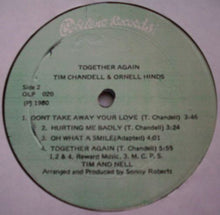 Orbitone Records
TOGETHER AGAIN
TIM CHANDELL & ORNELL HINDS
Side 2
OLP 020
(P) 1980
1. DONT TAKE AWAY YOUR LOVE (T. Chandell) 3:46
2. HURTING ME BADLY (T. Chandell) 3:24
3. OH WHAT A SMILE(Adapted) 4:01
4. TOGETHER AGAIN (T. Chandell) 5:55
1,2 & 4, Reward Music, 3, M. C. P. S.
TIM AND NELL
Arranged and Produced by Sonny Roberts